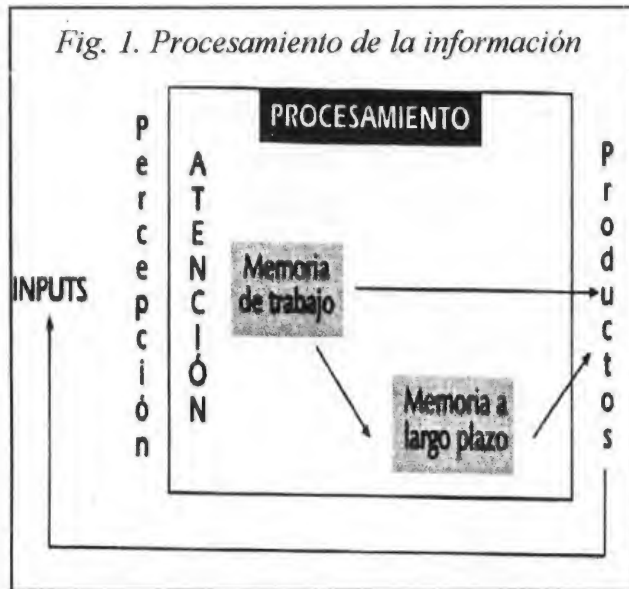 Fig. 1. Procesamiento de la información
PROCESAMIENTO
Percepción
ATENCIÓN
Productos
INPUTS
Memoria
de trabajo
Memoria a
largo plazo